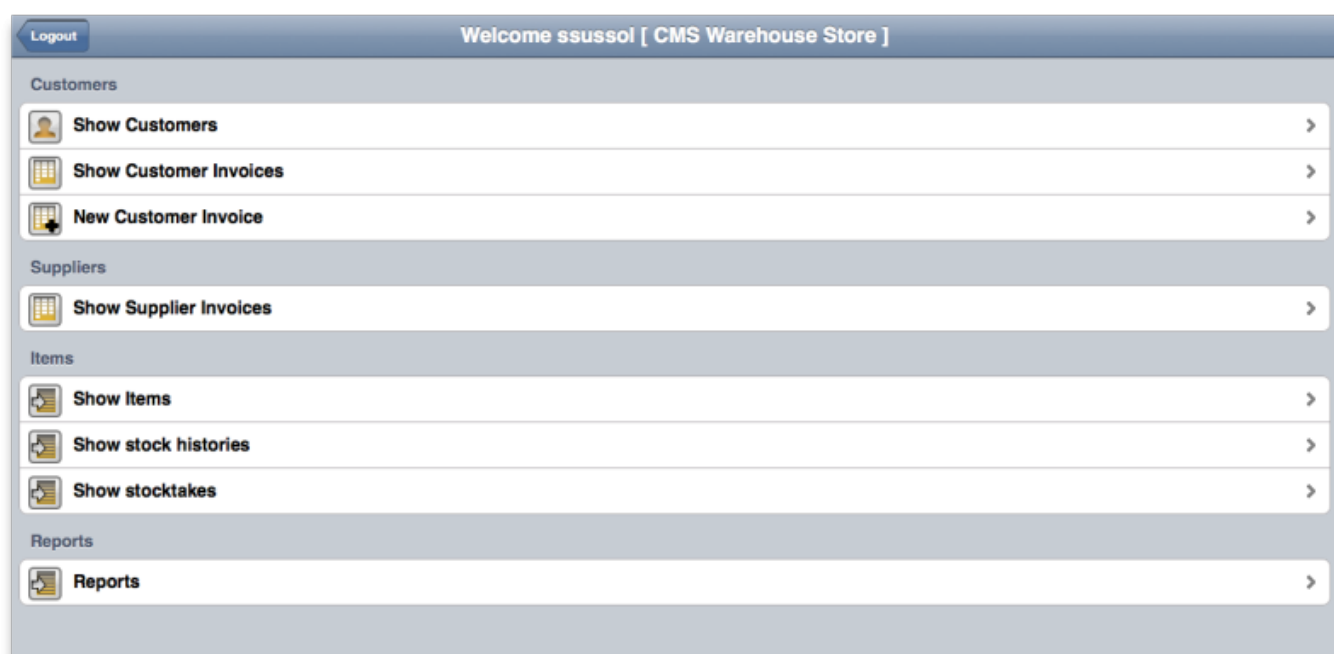 Logout
Welcome ssussol [ CMS Warehouse Store ]
Customers
Show Customers
Show Customer Invoices
New Customer Invoice
Suppliers
Show Supplier Invoices
Items
Show Items
Show stock histories
Show stocktakes
Reports
Reports